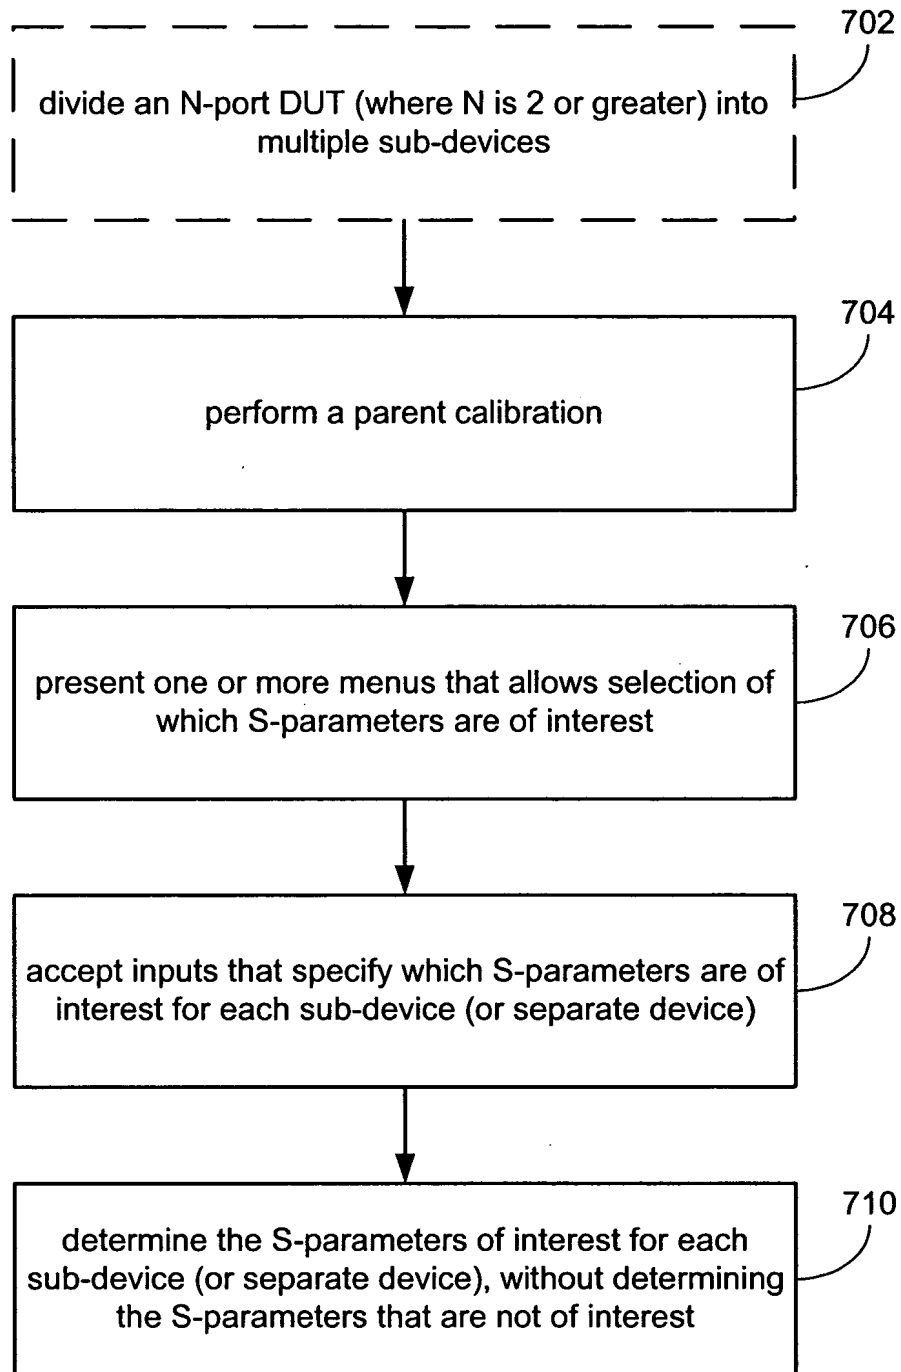 702
divide an N-port DUT (where N is 2 or greater) into
multiple sub-devices
704
perform a parent calibration
706
present one or more menus that allows selection of
which S-parameters are of interest
708
accept inputs that specify which S-parameters are of
interest for each sub-device (or separate device)
710
determine the S-parameters of interest for each
sub-device (or separate device), without determining
the S-parameters that are not of interest